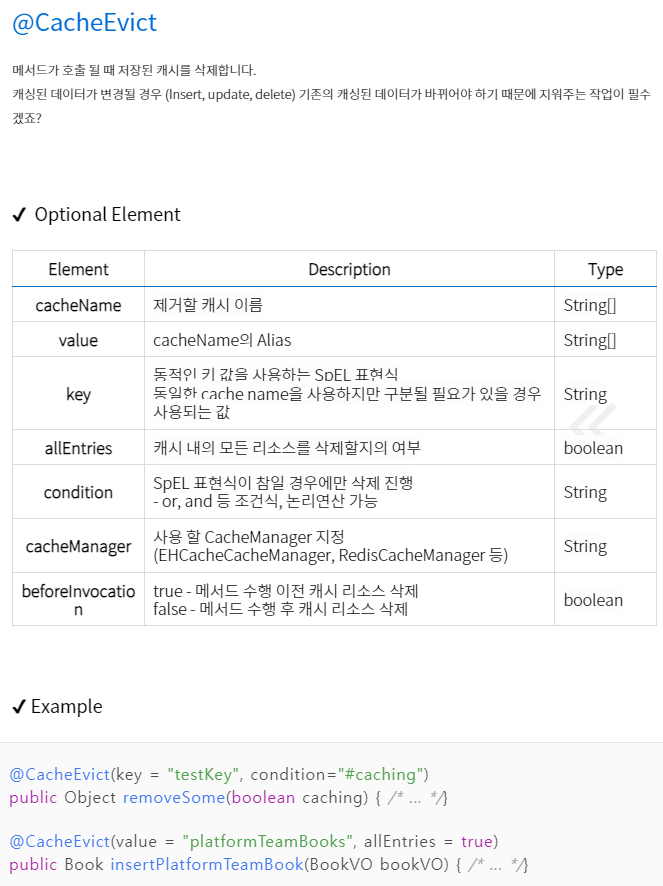 @CacheEvict
메서드가 호출 될 때 저장된 캐시를 삭제합니다.
캐싱된 데이터가 변경될 경우 (Insert, update, delete) 기존의 캐싱된 데이터가 바뀌어야 하기 때문에 지워주는 작업이 필수
겠죠?
✔ Optional Element
Element Description Type
cacheName 제거할 캐시 이름 String[]
value cacheName의 Alias String[]
key 동적인 키 값을 사용하는 SpEL 표현식
동일한 cache name을 사용하지만 구분될 필요가 있을 경우
사용되는 값 String
allEntries 캐시 내의 모든 리소스를 삭제할지의 여부 boolean
condition SpEL 표현식이 참일 경우에만 삭제 진행
- or, and 등 조건식, 논리연산 가능 String
cacheManager 사용 할 CacheManager 지정
(EHCacheCacheManager, RedisCacheManager 등) String
beforeInvocatio
n true - 메서드 수행 이전 캐시 리소스 삭제
false - 메서드 수행 후 캐시 리소스 삭제 boolean
✔ Example
@CacheEvict(key = "testKey", condition="#caching")
public Object removeSome(boolean caching) { /* ... */}
@CacheEvict(value = "platformTeamBooks", allEntries = true)
public Book insertPlatformTeamBook(BookVO bookVO) { /* ... */}